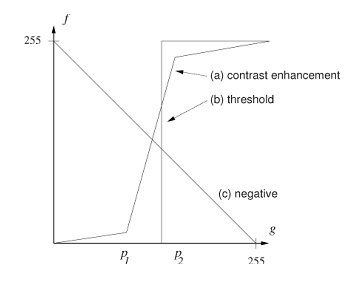 f
255
(a) contrast enhancement
(b) threshold
(c) negative
g
p1 p2 255